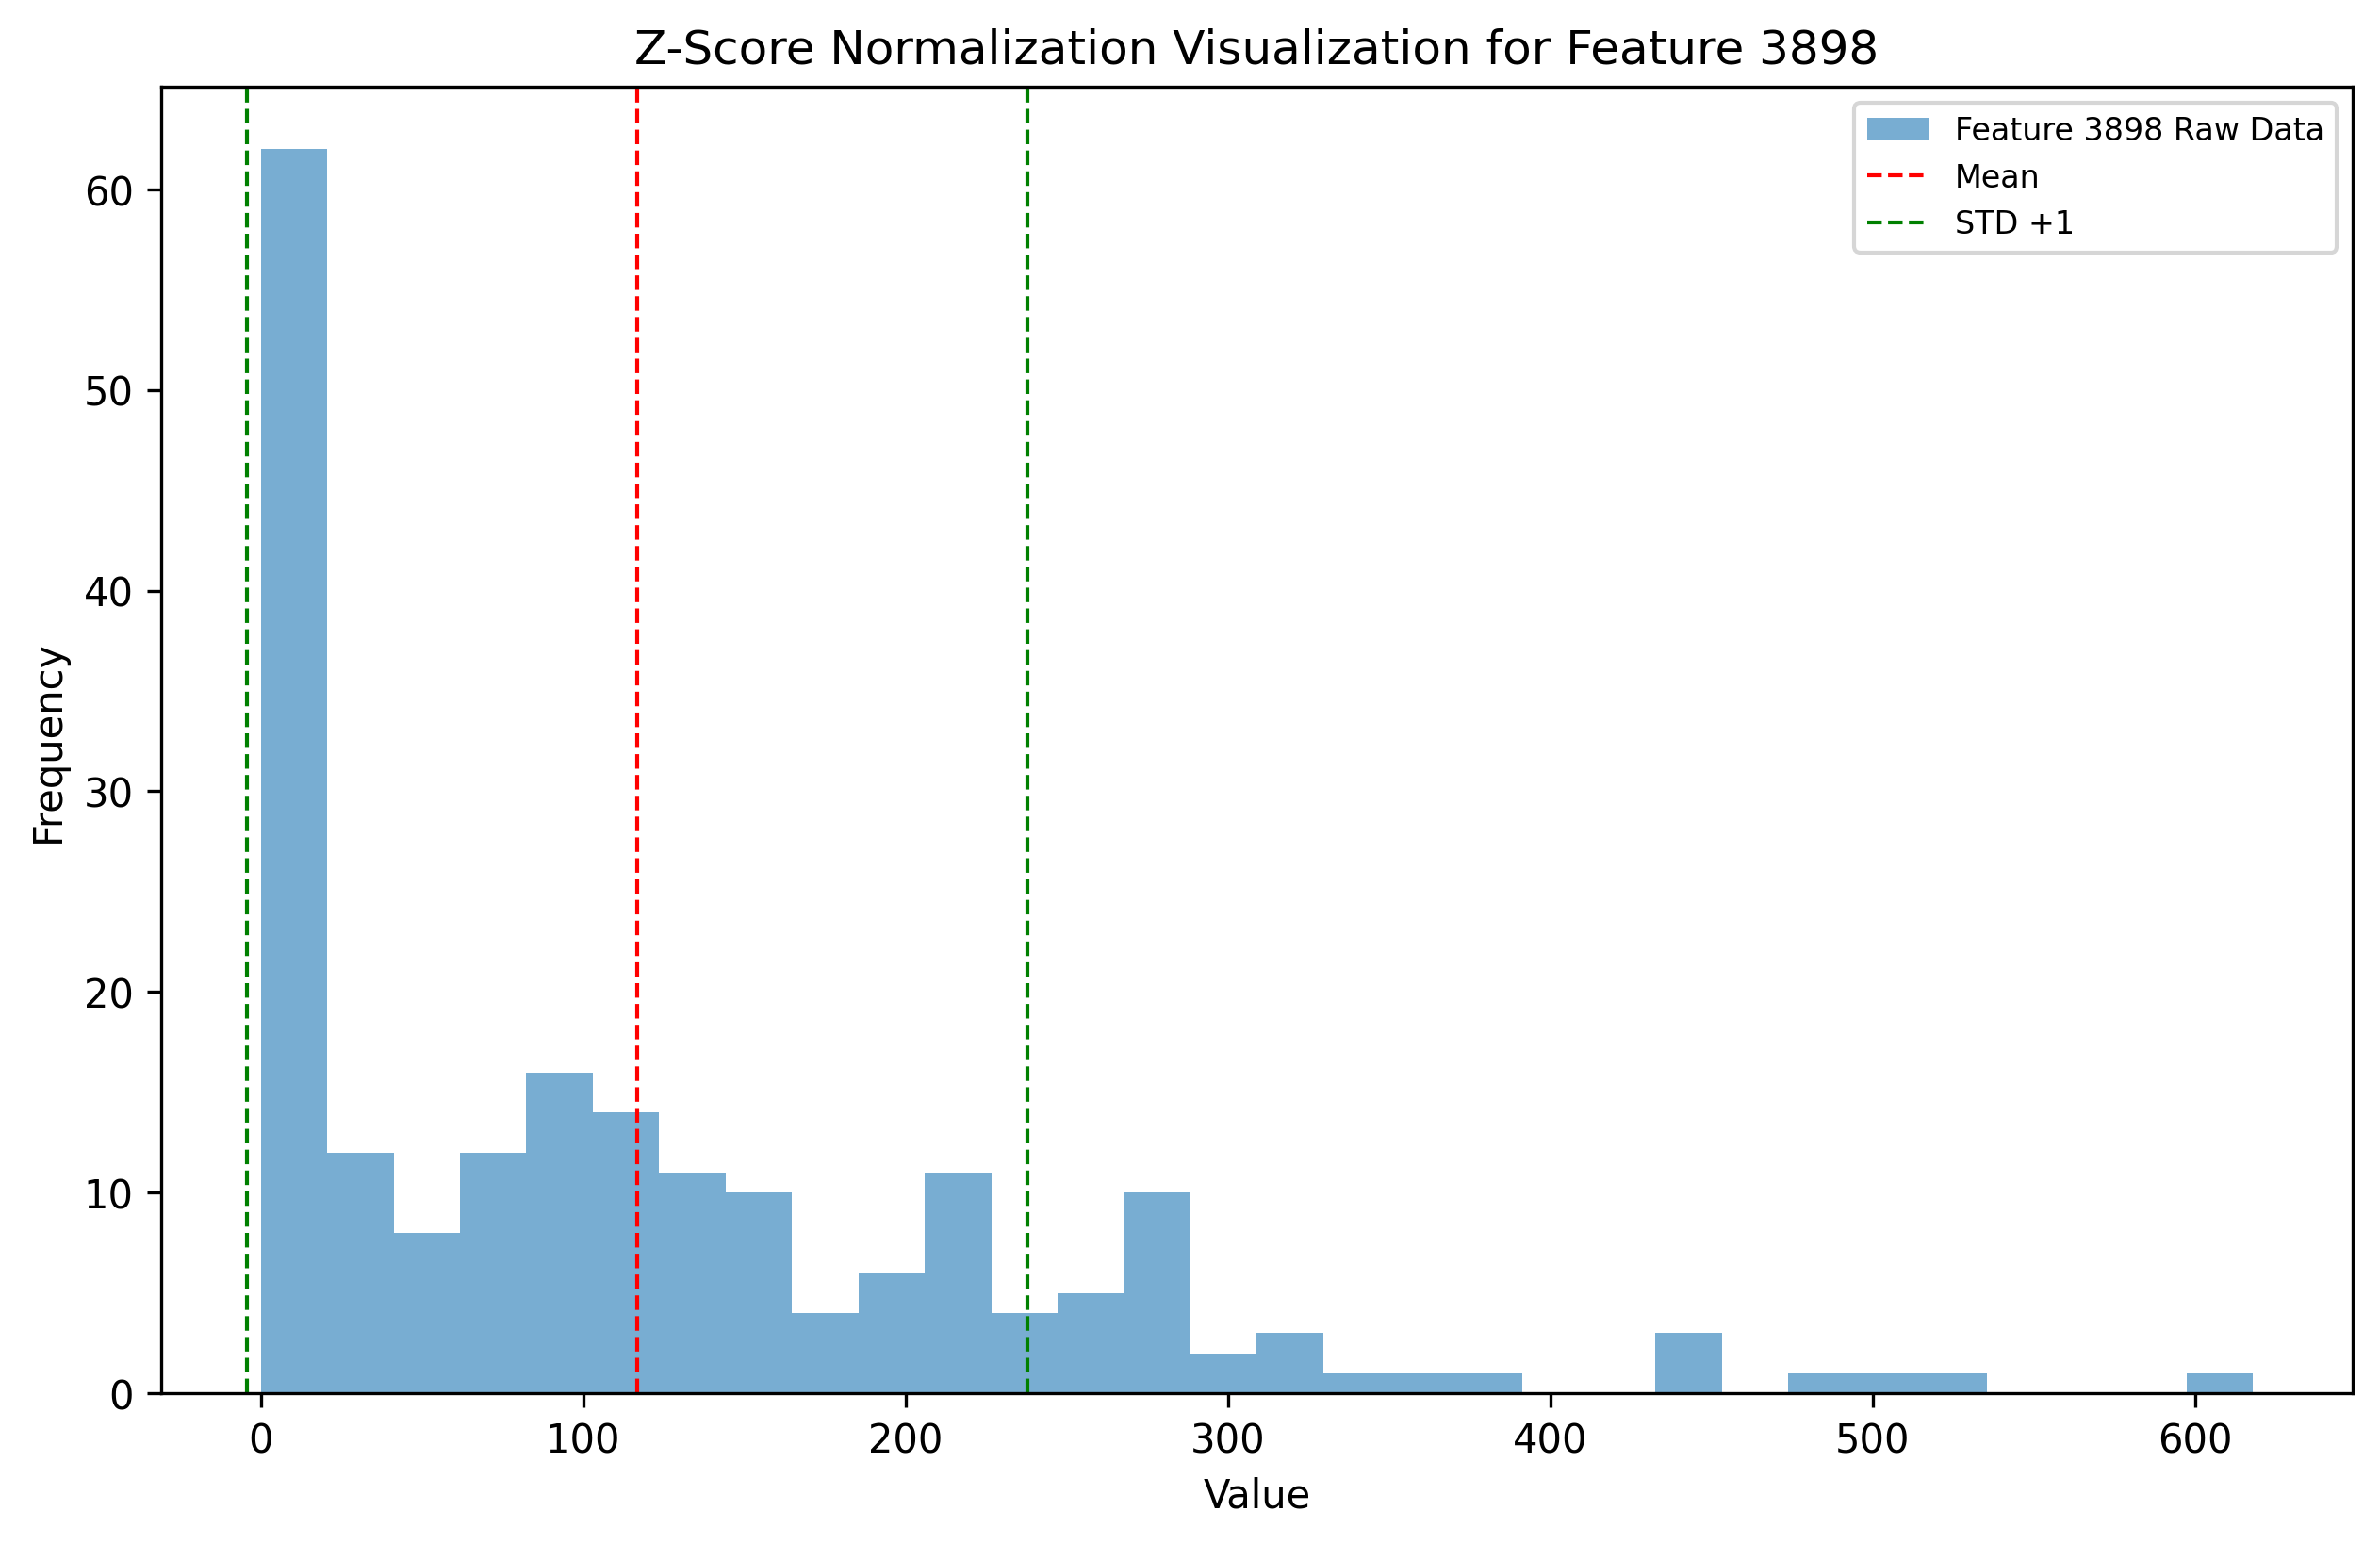 Z-Score Normalization Visualization for Feature 3898
Feature 3898 Raw Data
Mean
STD +1
60
50
40
30
20
10
0
Frequency
0 100 200 300 400 500 600
Value